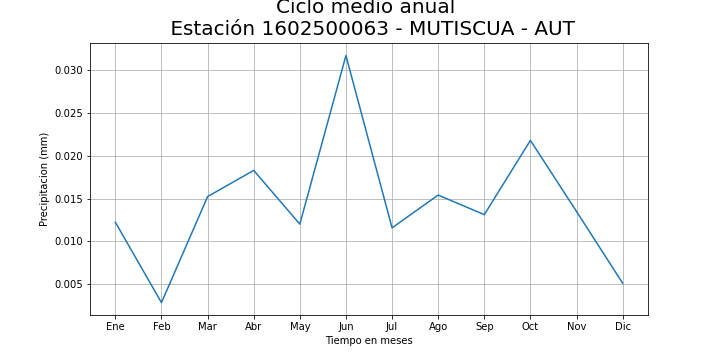 Ciclo medio anual
Estación 1602500063 - MUTISCUA - AUT
0.030
0.025
0.020
0.015
0.010
0.005
Precipitacion (mm)
Ene Feb Mar Abr May Jun Jul Ago Sep Oct Nov Dic
Tiempo en meses